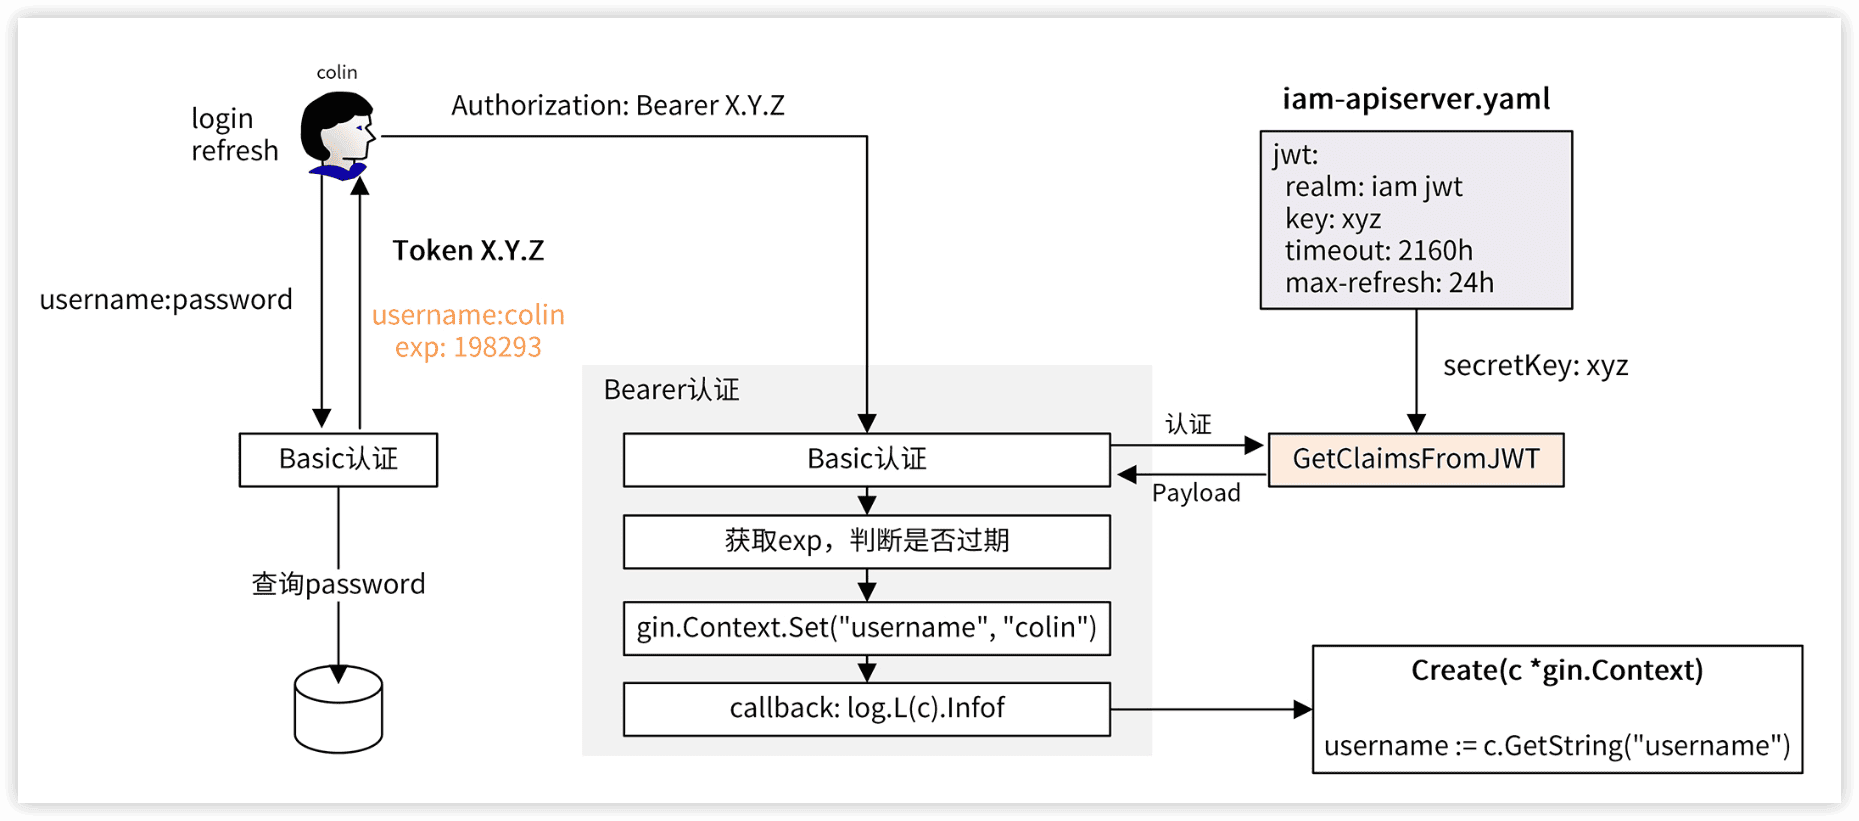 colin
login
refresh
Authorization: Bearer X.Y.Z
Token X.Y.Z
username:password
username:colin
exp: 198293
Basic认证
查询password
Bearer认证
Basic认证
获取exp，判断是否过期
gin.Context.Set("username", "colin")
callback: log.L(c).Infof
认证
Payload
iam-apiserver.yaml
jwt:
realm: iam jwt
key: xyz
timeout: 2160h
max-refresh: 24h
secretKey: xyz
GetClaimsFromJWT
Create(c *gin.Context)
username := c.GetString("username")